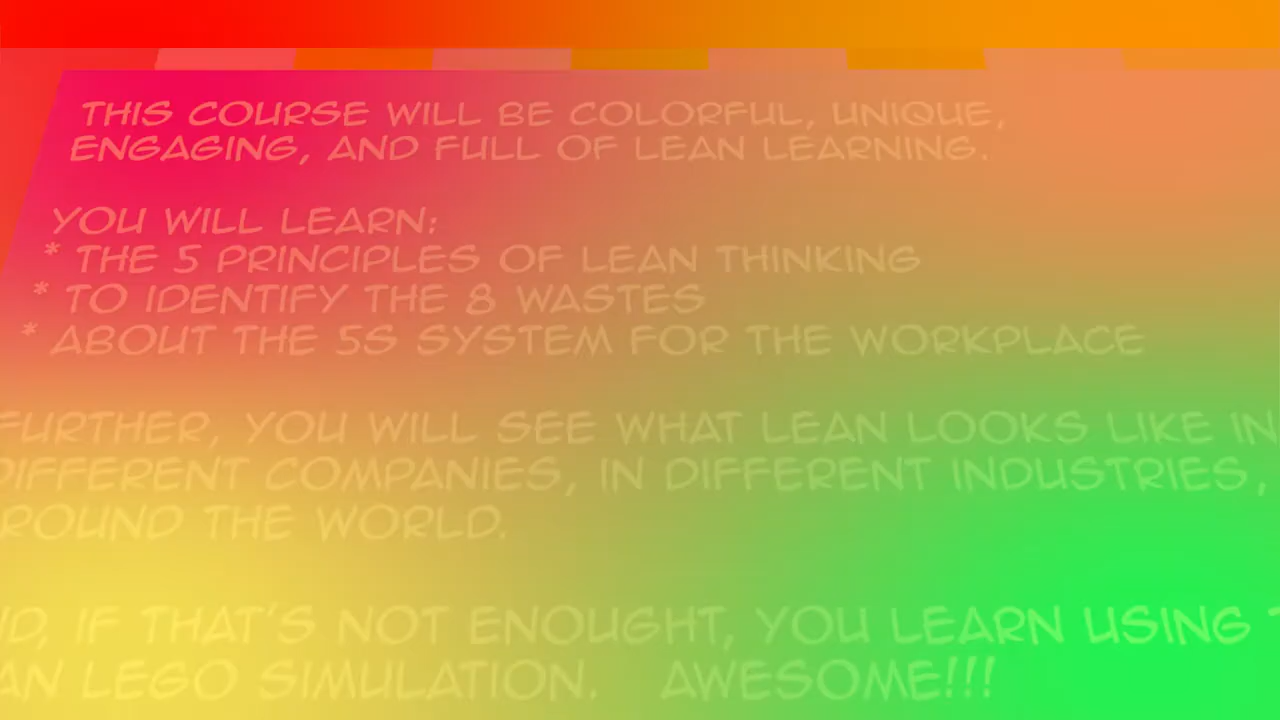 THIS COURSE WILL BE COLORFUL, UNIQUE,
ENGAGING, AND FULL OF LEAN LEARNING.
YOU WILL LEARN:
* THE 5 PRINCIPLES OF LEAN THINKING
* TO IDENTIFY THE 8 WASTES
* ABOUT THE 5S SYSTEM FOR THE WORKPLACE
FURTHER, YOU WILL SEE WHAT LEAN LOOKS LIKE IN
DIFFERENT COMPANIES, IN DIFFERENT INDUSTRIES,
ROUND THE WORLD.
D, IF THAT'S NOT ENOUGHT, YOU LEARN USING
AN LEGO SIMULATION. AWESOME!!!